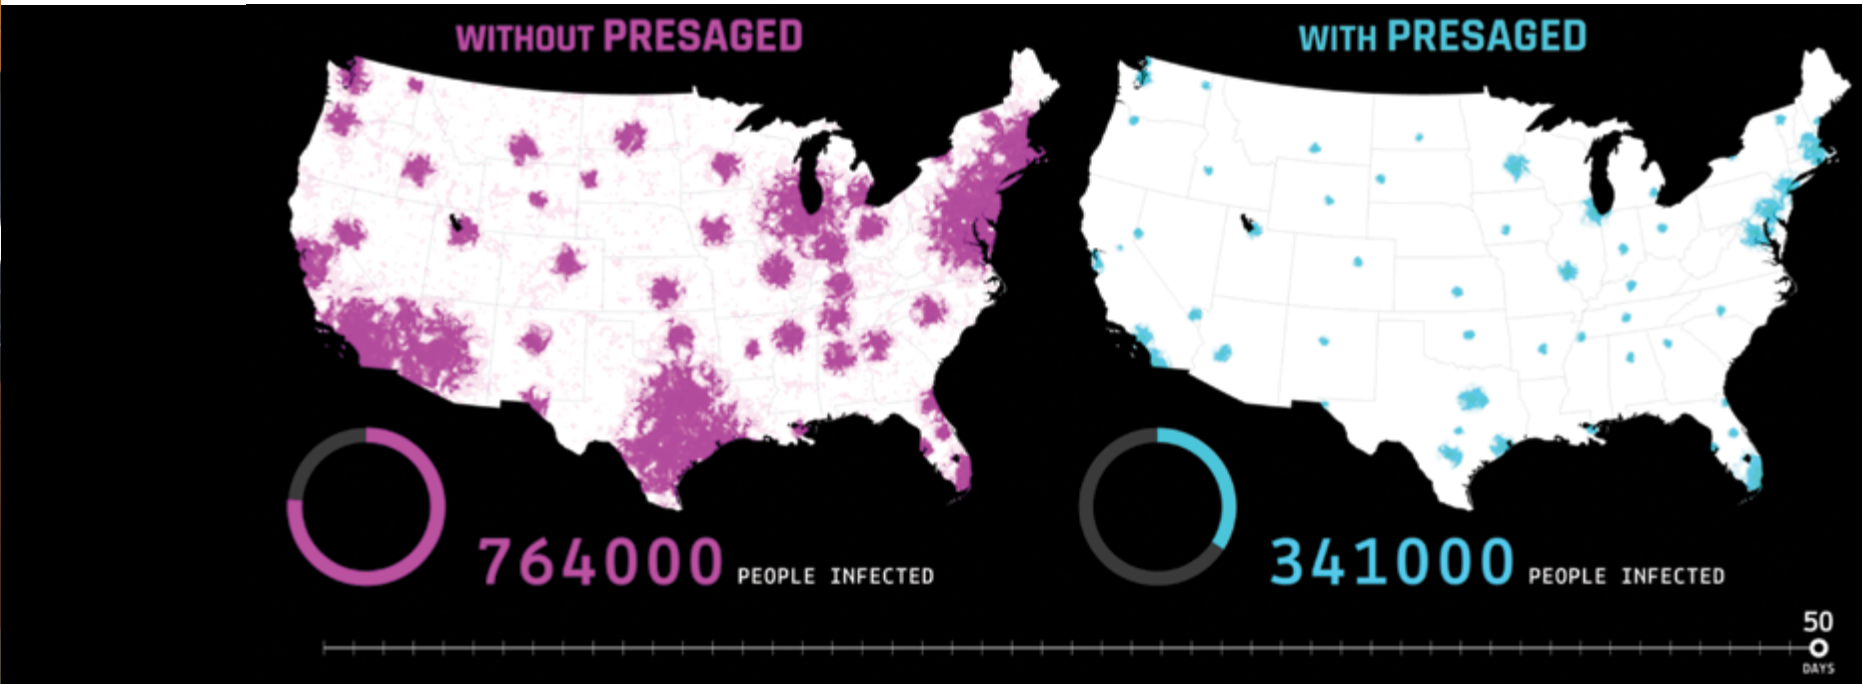 WITHOUT PRESAGED
WITH PRESAGED
764000 PEOPLE INFECTED
341000 PEOPLE INFECTED
50
DAYS